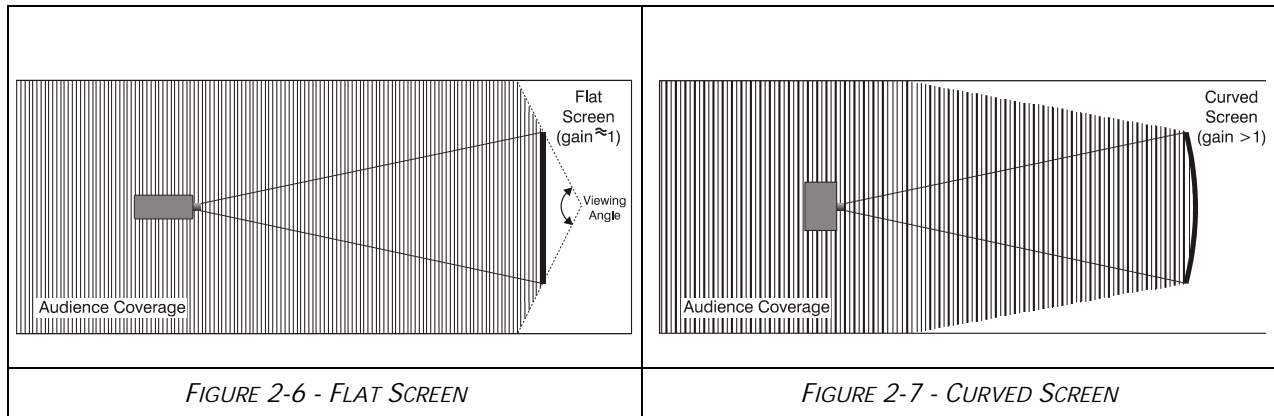 Flat
Screen
(gain≈1)
Viewing
Angle
Audience Coverage
FIGURE 2-6 - FLAT SCREEN
Curved
Screen
(gain >1)
Audience Coverage
FIGURE 2-7 - CURVED SCREEN